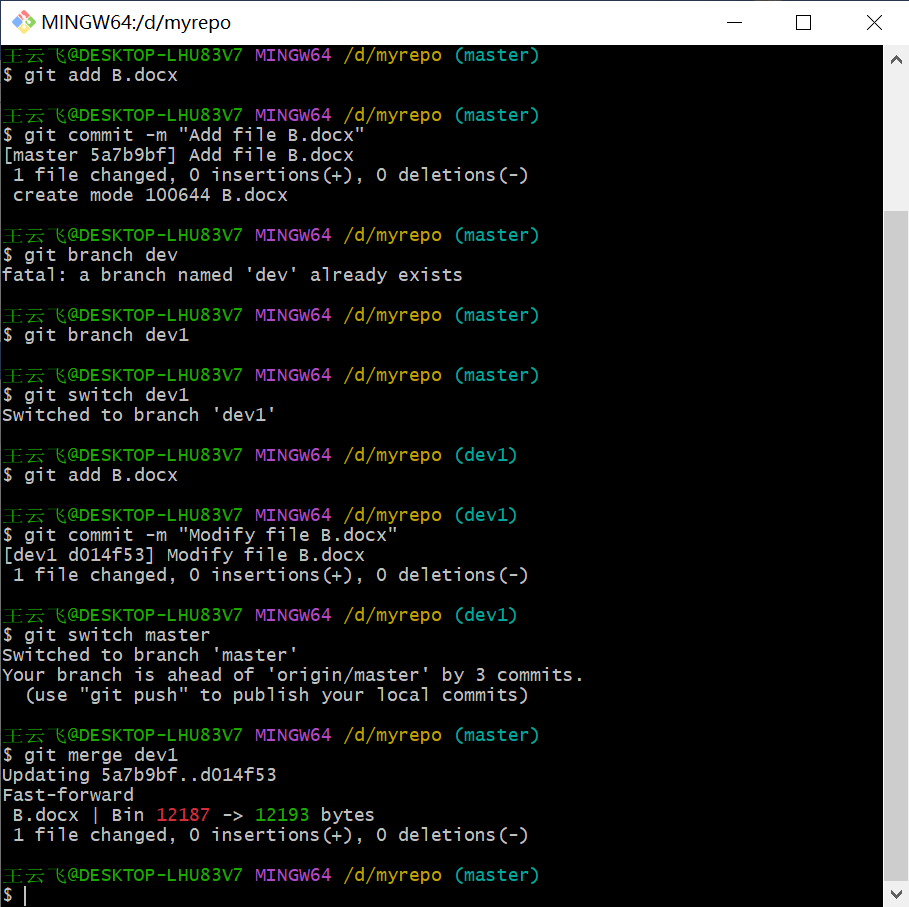 MINGW64:/d/myrepo
王云飞@DESKTOP-LHU83V7 MINGW64 /d/myrepo (master)
$ git add B.docx
王云飞@DESKTOP-LHU83V7 MINGW64 /d/myrepo (master)
$ git commit -m "Add file B.docx"
[master 5a7b9bf] Add file B.docx
 1 file changed, 0 insertions(+), 0 deletions(-)
 create mode 100644 B.docx
王云飞@DESKTOP-LHU83V7 MINGW64 /d/myrepo (master)
$ git branch dev
fatal: a branch named 'dev' already exists
王云飞@DESKTOP-LHU83V7 MINGW64 /d/myrepo (master)
$ git branch dev1
王云飞@DESKTOP-LHU83V7 MINGW64 /d/myrepo (master)
$ git switch dev1
Switched to branch 'dev1'
王云飞@DESKTOP-LHU83V7 MINGW64 /d/myrepo (dev1)
$ git add B.docx
王云飞@DESKTOP-LHU83V7 MINGW64 /d/myrepo (dev1)
$ git commit -m "Modify file B.docx"
[dev1 d014f53] Modify file B.docx
 1 file changed, 0 insertions(+), 0 deletions(-)
王云飞@DESKTOP-LHU83V7 MINGW64 /d/myrepo (dev1)
$ git switch master
Switched to branch 'master'
Your branch is ahead of 'origin/master' by 3 commits.
  (use "git push" to publish your local commits)
王云飞@DESKTOP-LHU83V7 MINGW64 /d/myrepo (master)
$ git merge dev1
Updating 5a7b9bf..d014f53
Fast-forward
 B.docx | Bin 12187 -> 12193 bytes
 1 file changed, 0 insertions(+), 0 deletions(-)
王云飞@DESKTOP-LHU83V7 MINGW64 /d/myrepo (master)
$